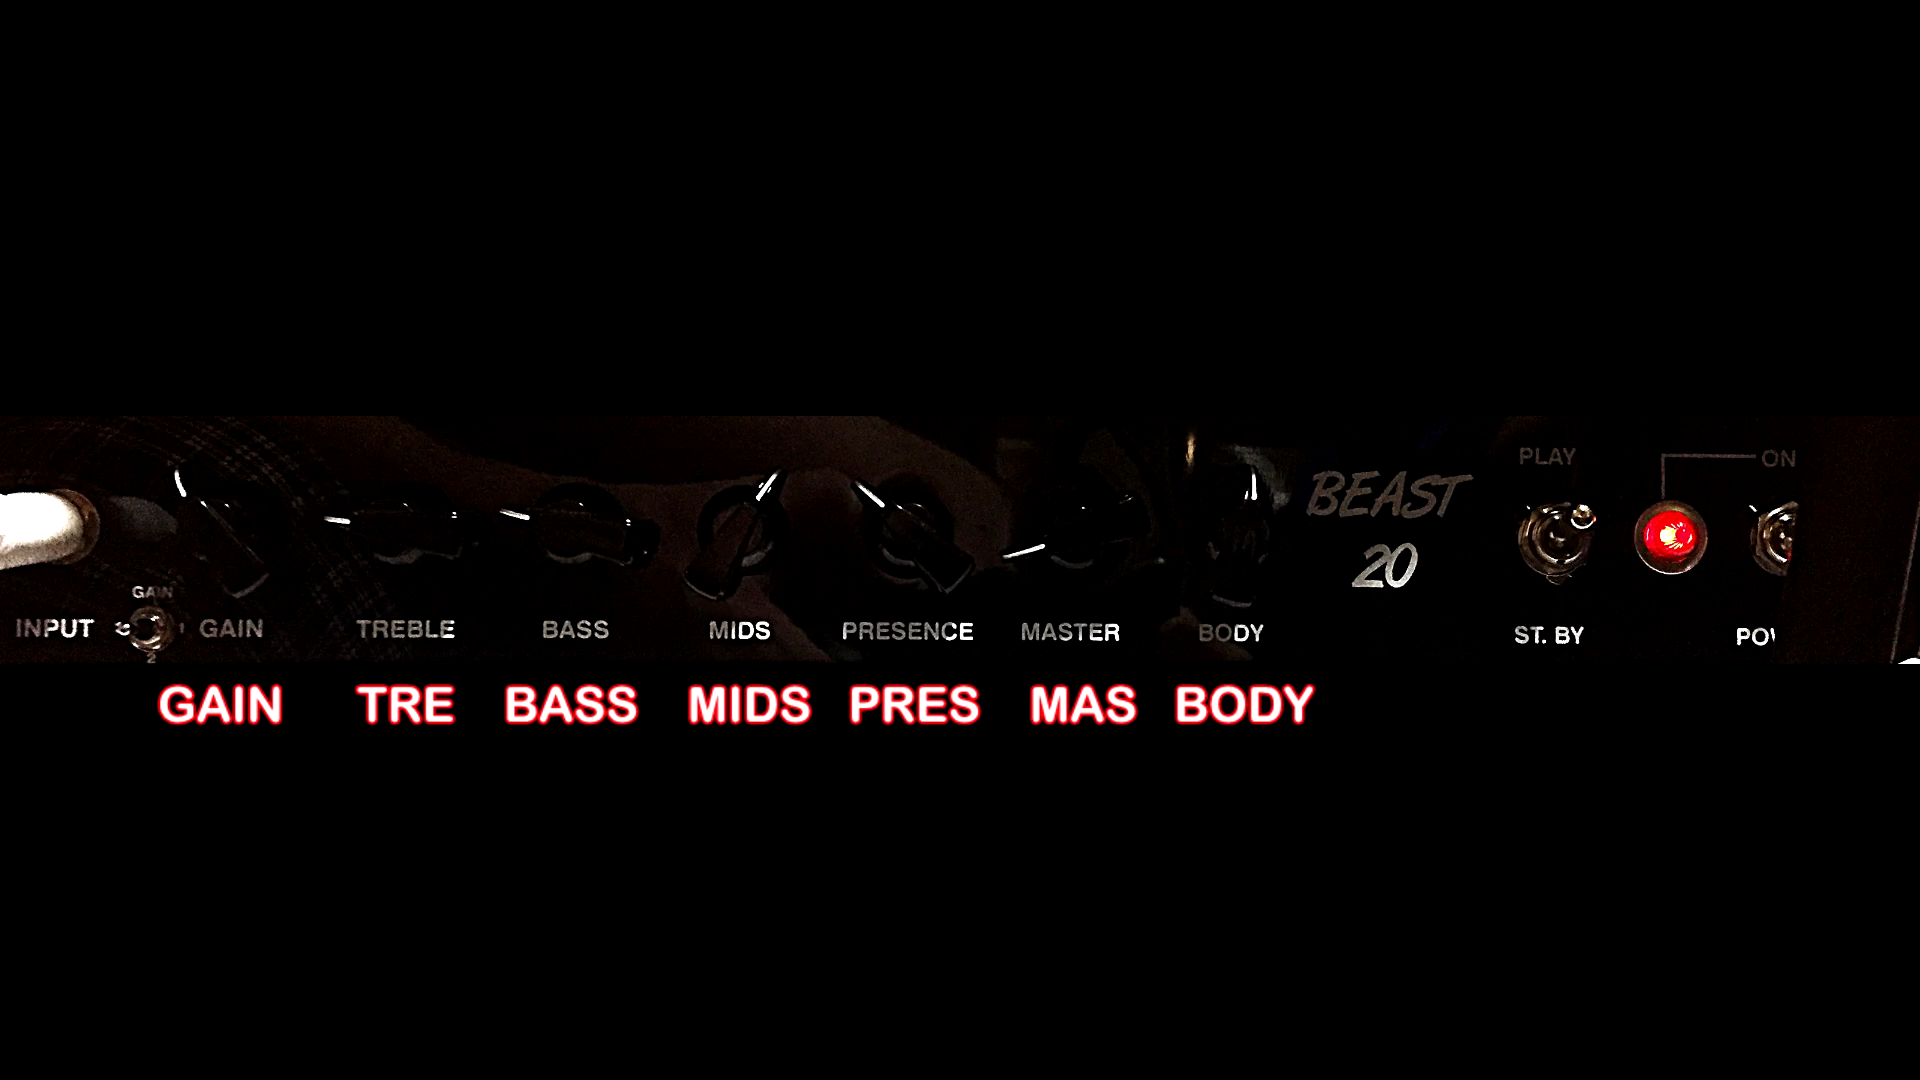 PLAY
ON
BEAST
20
GAIN
INPUT
GAIN
TREBLE
BASS
MIDS
PRESENCE
MASTER
BODY
ST. BY
2
GAIN TRE BASS MIDS PRES MAS BODY